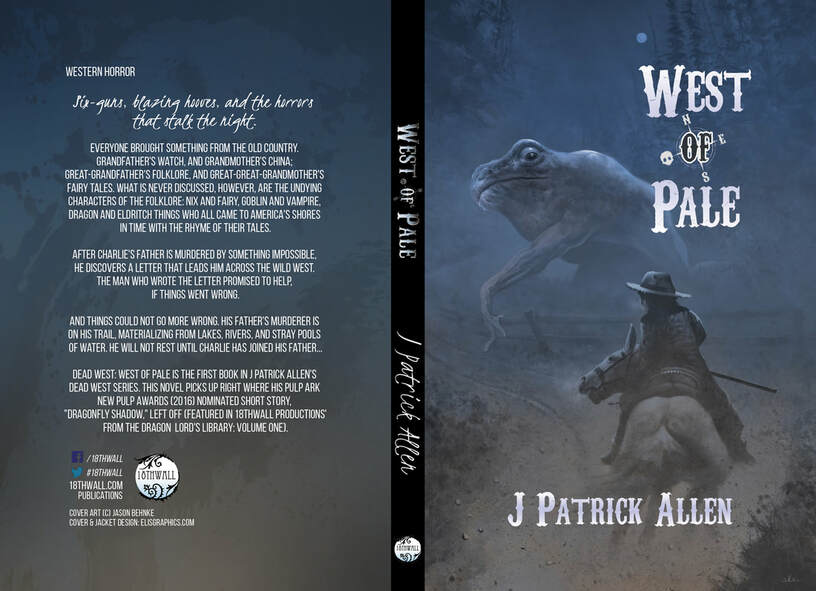 WESTERN HORROR
Six-guns, blazing hooves, and the horrors
that stalk the night.
EVERYONE BROUGHT SOMETHING FROM THE OLD COUNTRY.
GRANDFATHER'S WATCH, AND GRANDMOTHER'S CHINA;
GREAT-GRANDFATHER'S FOLKLORE, AND GREAT-GREAT-GRANDMOTHER'S
FAIRY TALES. WHAT IS NEVER DISCUSSED, HOWEVER, ARE THE UNDYING
CHARACTERS OF THE FOLKLORE: NIX AND FAIRY, GOBLIN AND VAMPIRE,
DRAGON AND ELDRITCH THINGS WHO ALL CAME TO AMERICA'S SHORES
IN TIME WITH THE RHYME OF THEIR TALES.
AFTER CHARLIE'S FATHER IS MURDERED BY SOMETHING IMPOSSIBLE,
HE DISCOVERS A LETTER THAT LEADS HIM ACROSS THE WILD WEST.
THE MAN WHO WROTE THE LETTER PROMISED TO HELP,
IF THINGS WENT WRONG.
AND THINGS COULD NOT GO MORE WRONG. HIS FATHER'S MURDERER IS
ON HIS TRAIL, MATERIALIZING FROM LAKES, RIVERS, AND STRAY POOLS
OF WATER. HE WILL NOT REST UNTIL CHARLIE HAS JOINED HIS FATHER...
DEAD WEST: WEST OF PALE IS THE FIRST BOOK IN J PATRICK ALLEN'S
DEAD WEST SERIES. THIS NOVEL PICKS UP RIGHT WHERE HIS PULP ARK
NEW PULP AWARDS (2016) NOMINATED SHORT STORY,
"DRAGONFLY SHADOW," LEFT OFF (FEATURED IN 18THWALL PRODUCTIONS'
FROM THE DRAGON LORD'S LIBRARY: VOLUME ONE).
f /18THWALL
#18THWALL
18THWALL.COM
PUBLICATIONS
18THWALL
COVER ART (C) JASON BEHNKE
COVER & JACKET DESIGN: ELISGRAPHICS.COM
WEST OF PALE
J Patrick Allen
18THWALL
WEST
N
OF E
S
PALE
J PATRICK ALLEN